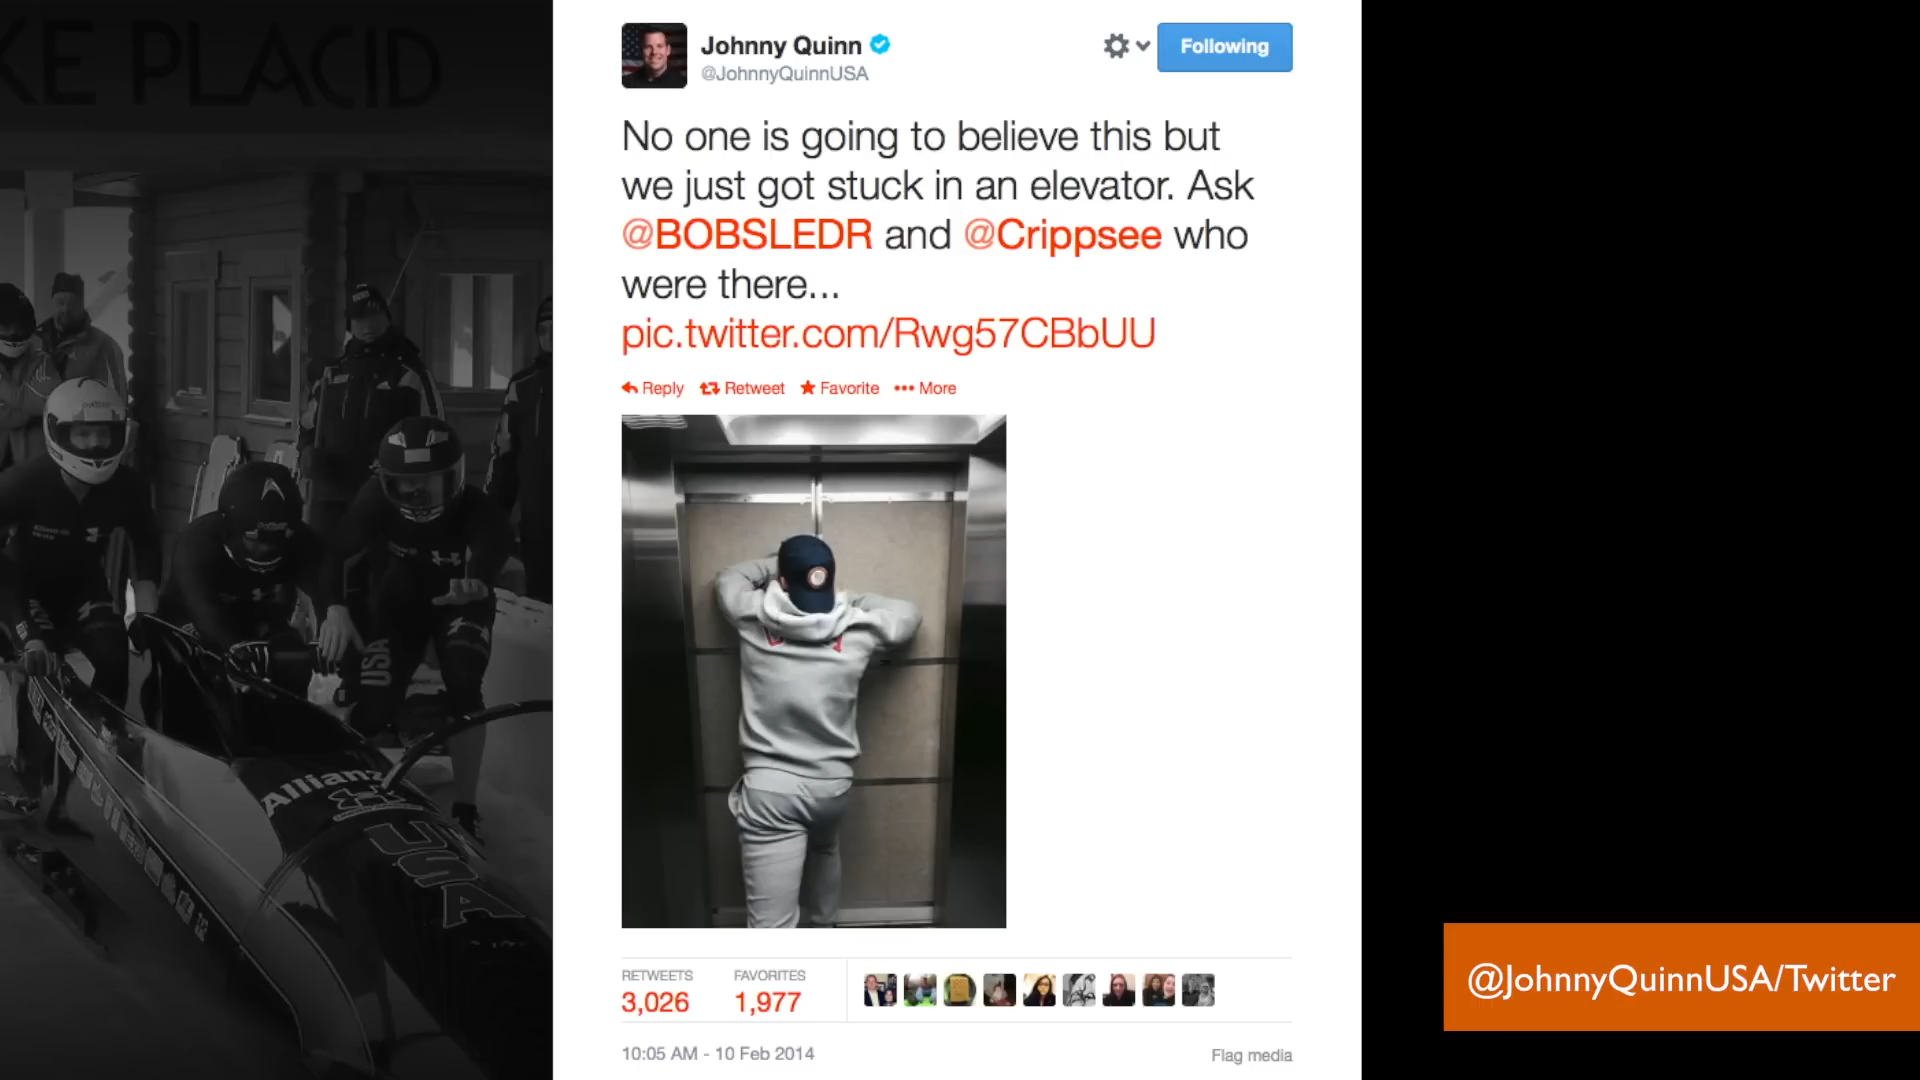 KE PLACID
Johnny Quinn
@JohnnyQuinnUSA
Following
No one is going to believe this but
we just got stuck in an elevator. Ask
@BOBSLEDR and @Crippsee who
were there...
pic.twitter.com/Rwg57CBbUU
Reply Retweet Favorite More
USA
Allianz
USA
RETWEETS FAVORITES
3,026 1,977
10:05 AM - 10 Feb 2014
Flag media
@JohnnyQuinnUSA/Twitter